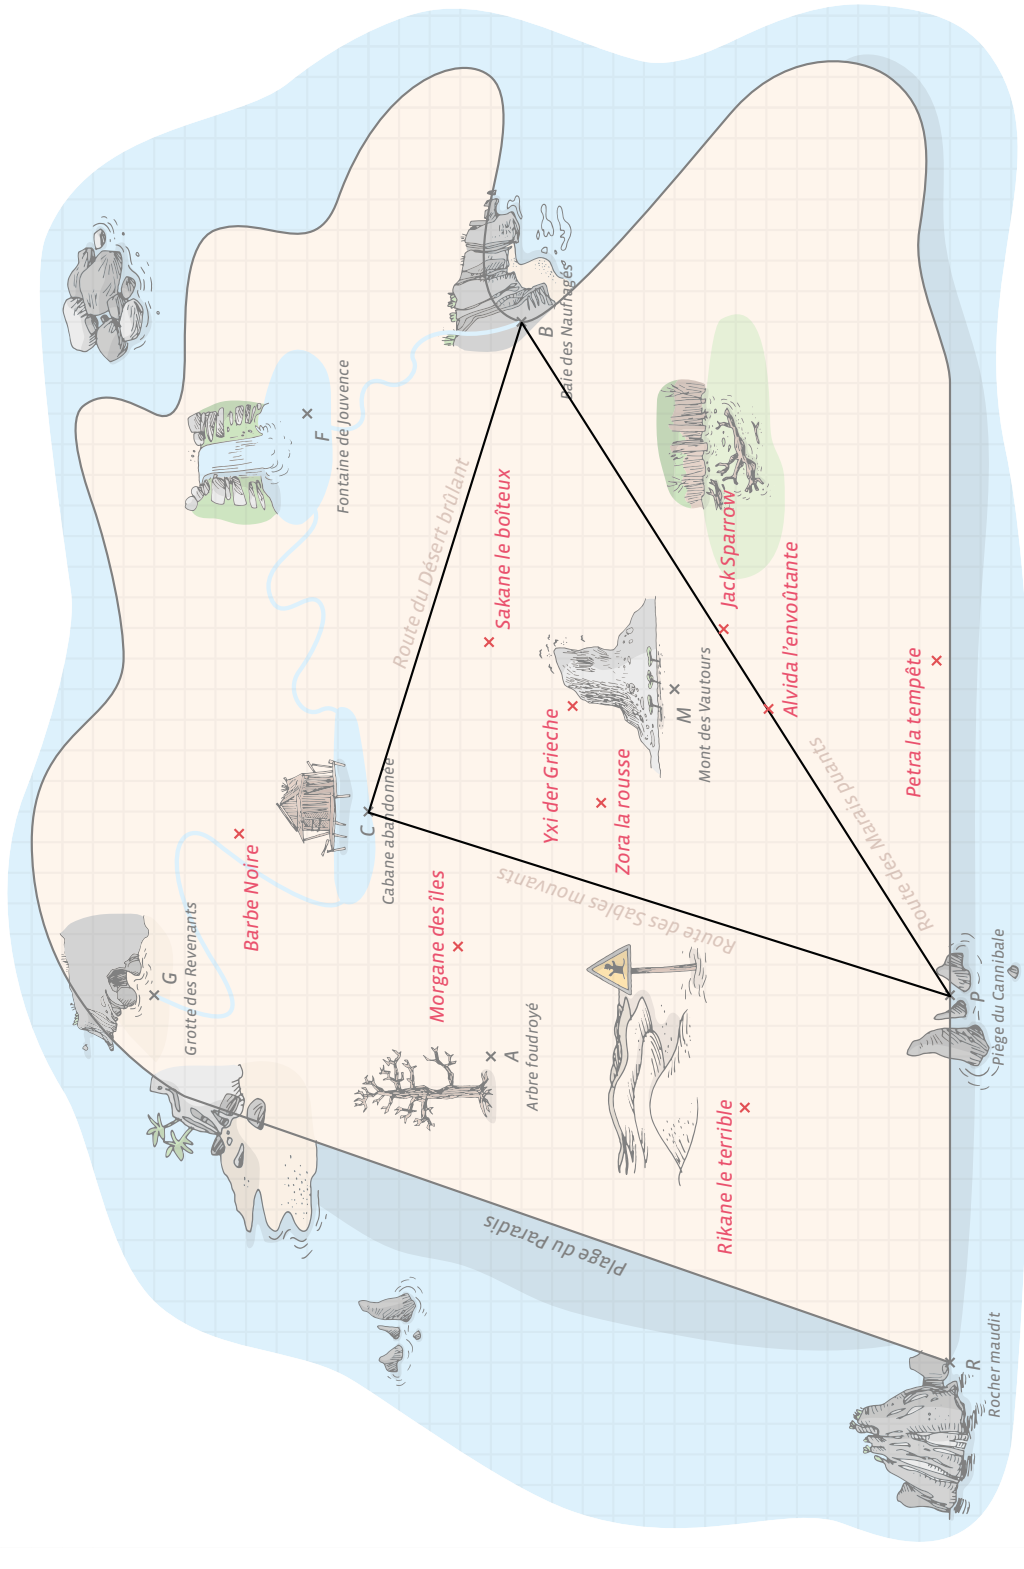 F
Fontaine de Jouvence
B
Baie des Naufragés
Route du Désert brûlant
Sakane le boîteux
Jack Sparrow
Alvida l'envoûtante
Yxi der Grieche
M
Mont des Vautours
Zora la rousse
Petra la tempête
C
Cabane abandonnée
Barbe Noire
Morgane des îles
Route des Sables mouvants
Route des Marais puants
G
Grotte des Revenants
A
Arbre foudroyé
P
Piège du Cannibale
Rikane le terrible
Plage du Paradis
R
Rocher maudit